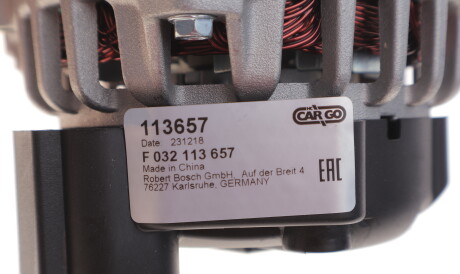 HC
CARGO
113657
Date: 231218
F 032 113 657
Made in China
Robert Bosch GmbH, Auf der Breit 4
76227 Karlsruhe, GERMANY
EAC